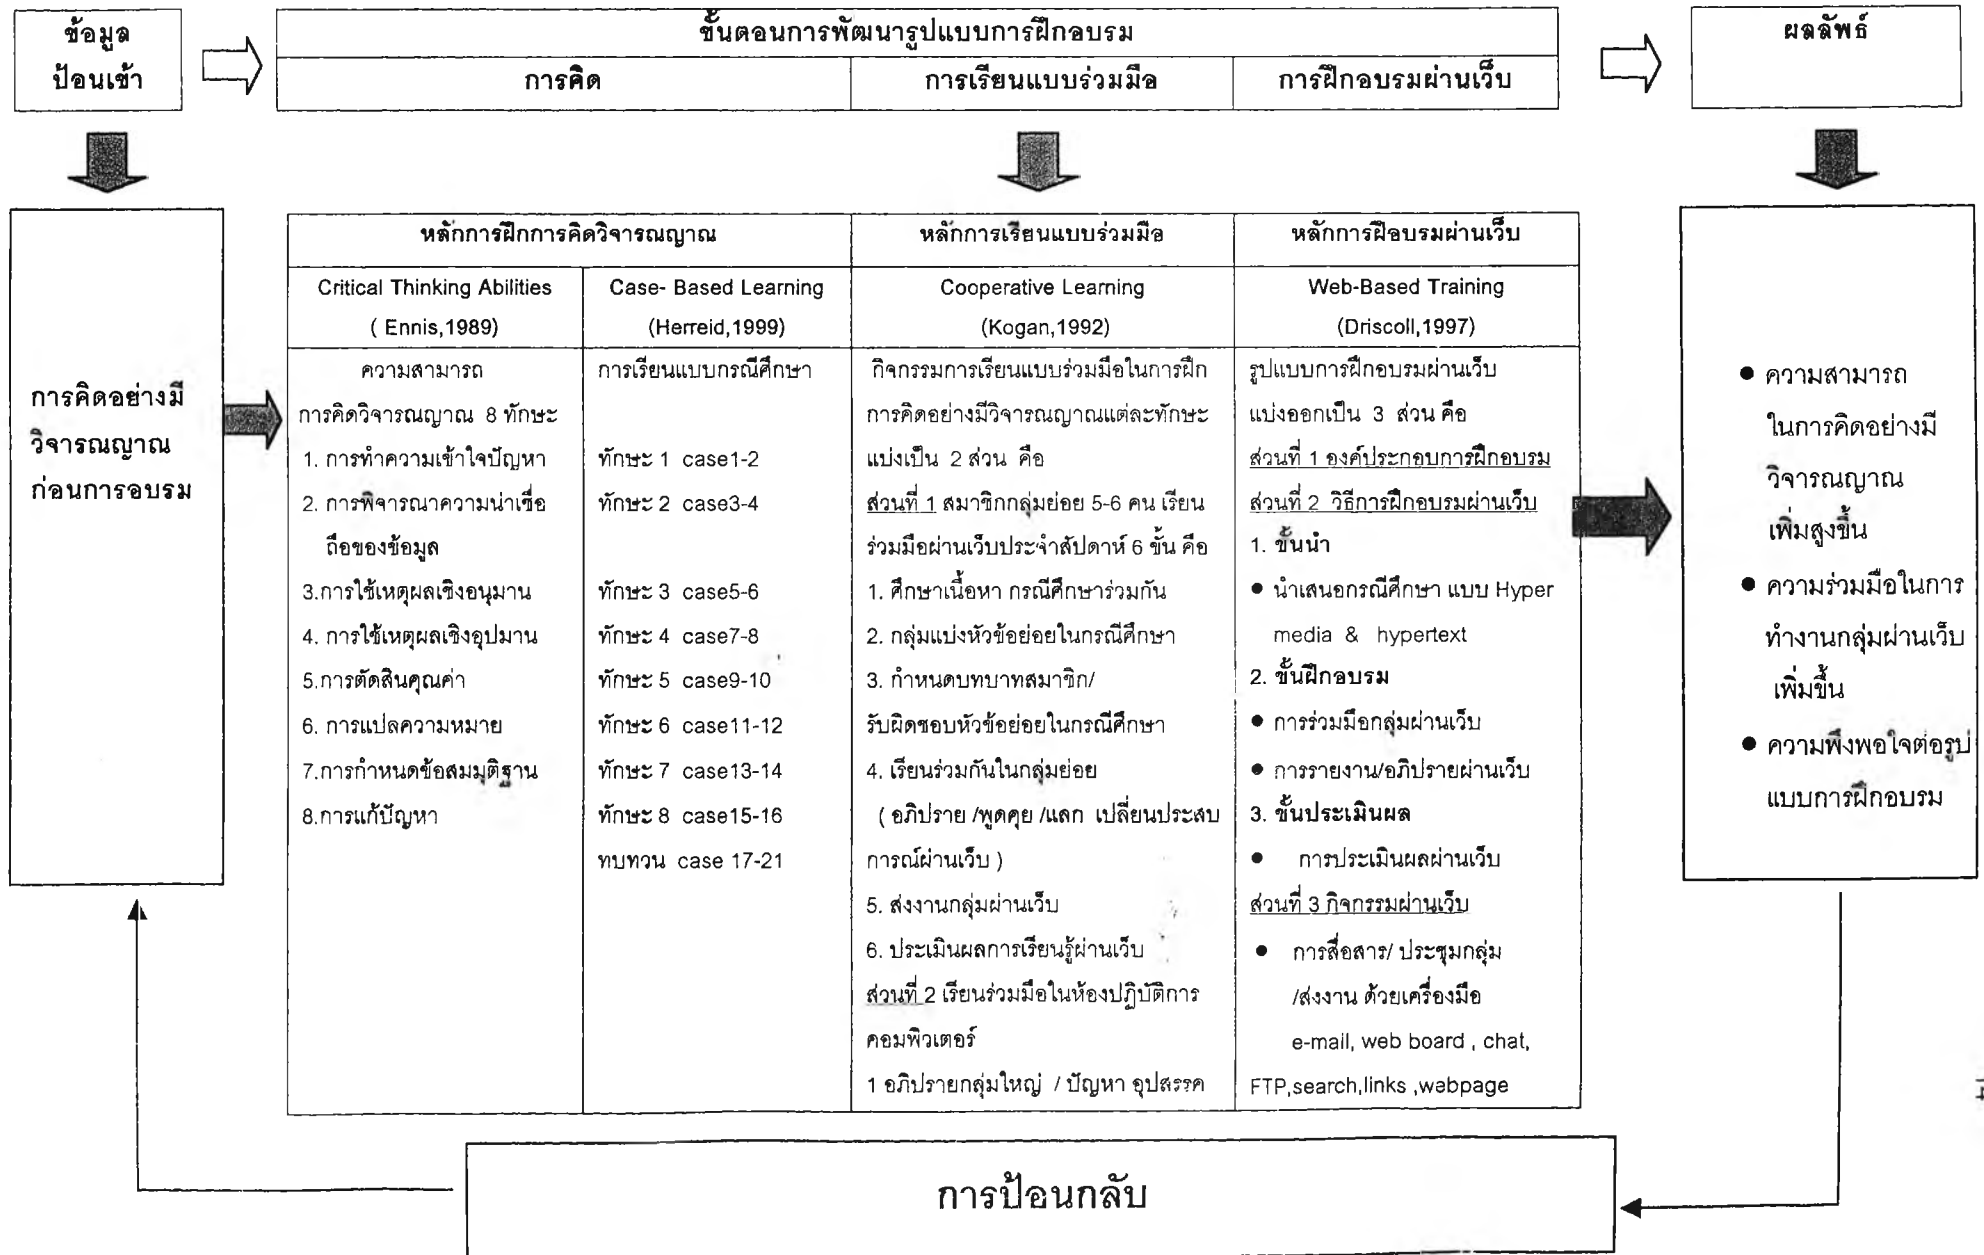 ข้อมูล
ป้อนเข้า
ขั้นตอนการพัฒนารูปแบบการฝึกอบรม
การคิด
การเรียนแบบร่วมมือ
การฝึกอบรมผ่านเว็บ
ผลลัพธ์
การคิดอย่างมี
วิจารณญาณ
ก่อนการอบรม
หลักการฝึกการคิดวิจารณญาณ
Critical Thinking Abilities
( Ennis,1989)
ความสามารถ
การคิดวิจารณญาณ 8 ทักษะ
1. การทำความเข้าใจปัญหา
2. การพิจารณาความน่าเชื่อ
ถือของข้อมูล
3.การใช้เหตุผลเชิงอนุมาน
4. การใช้เหตุผลเชิงอุปมาน
5.การตัดสินคุณค่า
6. การแปลความหมาย
7.การกำหนดข้อสมมุติฐาน
8.การแก้ปัญหา
Case- Based Learning
(Herreid,1999)
การเรียนแบบกรณีศึกษา
ทักษะ 1 case1-2
ทักษะ 2 case3-4
ทักษะ 3 case5-6
ทักษะ 4 case7-8
ทักษะ 5 case9-10
ทักษะ 6 case11-12
ทักษะ 7 case13-14
ทักษะ 8 case15-16
ทบทวน case 17-21
หลักการเรียนแบบร่วมมือ
Cooperative Learning
(Kogan,1992)
กิจกรรมการเรียนแบบร่วมมือในการฝึก
การคิดอย่างมีวิจารณญาณแต่ละทักษะ
แบ่งเป็น 2 ส่วน คือ
ส่วนที่ 1 สมาชิกกลุ่มย่อย 5-6 คน เรียน
ร่วมมือผ่านเว็บประจำสัปดาห์ 6 ขั้น คือ
1. ศึกษาเนื้อหา กรณีศึกษาร่วมกัน
2. กลุ่มแบ่งหัวข้อย่อยในกรณีศึกษา
3. กำหนดบทบาทสมาชิก/
รับผิดชอบหัวข้อย่อยในกรณีศึกษา
4. เรียนร่วมกันในกลุ่มย่อย
( อภิปราย /พูดคุย /แลก เปลี่ยนประสบ
การณ์ผ่านเว็บ )
5. ส่งงานกลุ่มผ่านเว็บ
6. ประเมินผลการเรียนรู้ผ่านเว็บ
ส่วนที่ 2 เรียนร่วมมือในห้องปฏิบัติการ
คอมพิวเตอร์
1 อภิปรายกลุ่มใหญ่ / ปัญหา อุปสรรค
หลักการฝึอบรมผ่านเว็บ
Web-Based Training
(Driscoll,1997)
รูปแบบการฝึกอบรมผ่านเว็บ
แบ่งออกเป็น 3 ส่วน คือ
ส่วนที่ 1 องค์ประกอบการฝึกอบรม
ส่วนที่ 2 วิธีการฝึกอบรมผ่านเว็บ
1. ขั้นนำ
● นำเสนอกรณีศึกษา แบบ Hyper
media & hypertext
2. ขั้นฝึกอบรม
● การร่วมมือกลุ่มผ่านเว็บ
● การรายงาน/อภิปรายผ่านเว็บ
3. ขั้นประเมินผล
● การประเมินผลผ่านเว็บ
ส่วนที่ 3 กิจกรรมผ่านเว็บ
● การสื่อสาร/ ประชุมกลุ่ม
/ส่งงาน ด้วยเครื่องมือ
e-mail, web board , chat,
FTP,search,links ,webpage
● ความสามารถ
ในการคิดอย่างมี
วิจารณญาณ
เพิ่มสูงขึ้น
● ความร่วมมือในการ
ทำงานกลุ่มผ่านเว็บ
เพิ่มขึ้น
● ความพึงพอใจต่อรูป
แบบการฝึกอบรม
การป้อนกลับ